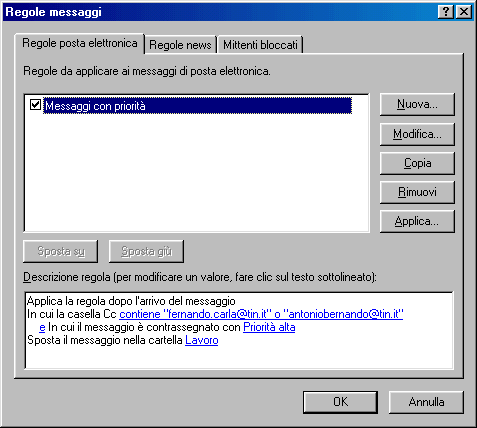 Regole messaggi
Regole posta elettronica
Regole news
Mittenti bloccati
Regole da applicare ai messaggi di posta elettronica.
Messaggi con priorità
Nuova...
Modifica...
Copia
Rimuovi
Applica...
Sposta su
Sposta giù
Descrizione regola (per modificare un valore, fare clic sul testo sottolineato):
Applica la regola dopo l'arrivo del messaggio
In cui la casella Cc contiene "fernando.carla@tin.it" o "antoniobernando@tin.it"
e In cui il messaggio è contrassegnato con Priorità alta
Sposta il messaggio nella cartella Lavoro
OK
Annulla